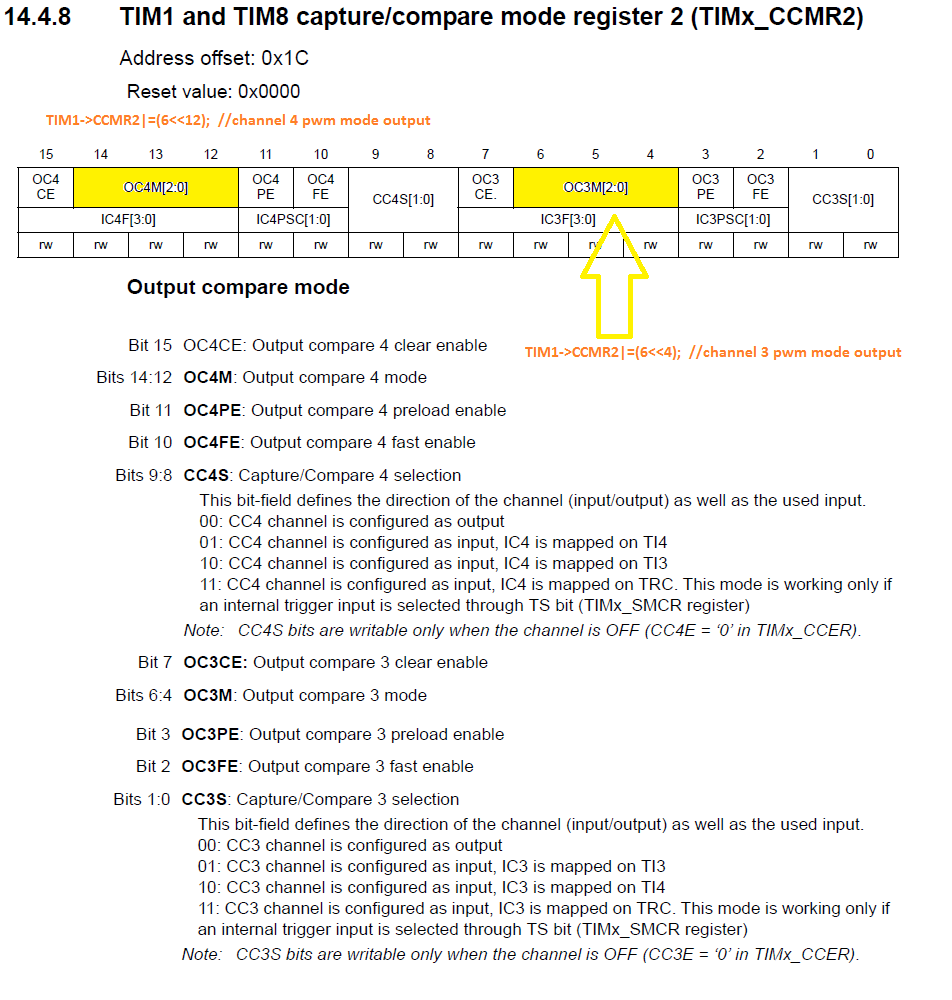 14.4.8 TIM1 and TIM8 capture/compare mode register 2 (TIMx_CCMR2)
Address offset: 0x1C
Reset value: 0x0000
TIM1->CCMR2|=(6<<12); //channel 4 pwm mode output
15 14 13 12 11 10 9 8 7 6 5 4 3 2 1 0
OC4 CE OC4M[2:0] OC4 PE OC4 FE CC4S[1:0] OC3 CE. OC3M[2:0] OC3 PE OC3 FE CC3S[1:0]
IC4F[3:0] IC4PSC[1:0] IC3F[3:0] IC3PSC[1:0]
rw rw rw rw rw rw rw rw rw rw rw rw rw rw rw rw
Output compare mode
TIM1->CCMR2|=(6<<4); //channel 3 pwm mode output
Bit 15 OC4CE: Output compare 4 clear enable
Bits 14:12 OC4M: Output compare 4 mode
Bit 11 OC4PE: Output compare 4 preload enable
Bit 10 OC4FE: Output compare 4 fast enable
Bits 9:8 CC4S: Capture/Compare 4 selection
This bit-field defines the direction of the channel (input/output) as well as the used input.
00: CC4 channel is configured as output
01: CC4 channel is configured as input, IC4 is mapped on TI4
10: CC4 channel is configured as input, IC4 is mapped on TI3
11: CC4 channel is configured as input, IC4 is mapped on TRC. This mode is working only if
an internal trigger input is selected through TS bit (TIMx_SMCR register)
Note: CC4S bits are writable only when the channel is OFF (CC4E = ‘0’ in TIMx_CCER).
Bit 7 OC3CE: Output compare 3 clear enable
Bits 6:4 OC3M: Output compare 3 mode
Bit 3 OC3PE: Output compare 3 preload enable
Bit 2 OC3FE: Output compare 3 fast enable
Bits 1:0 CC3S: Capture/Compare 3 selection
This bit-field defines the direction of the channel (input/output) as well as the used input.
00: CC3 channel is configured as output
01: CC3 channel is configured as input, IC3 is mapped on TI3
10: CC3 channel is configured as input, IC3 is mapped on TI4
11: CC3 channel is configured as input, IC3 is mapped on TRC. This mode is working only if
an internal trigger input is selected through TS bit (TIMx_SMCR register)
Note: CC3S bits are writable only when the channel is OFF (CC3E = ‘0’ in TIMx_CCER).